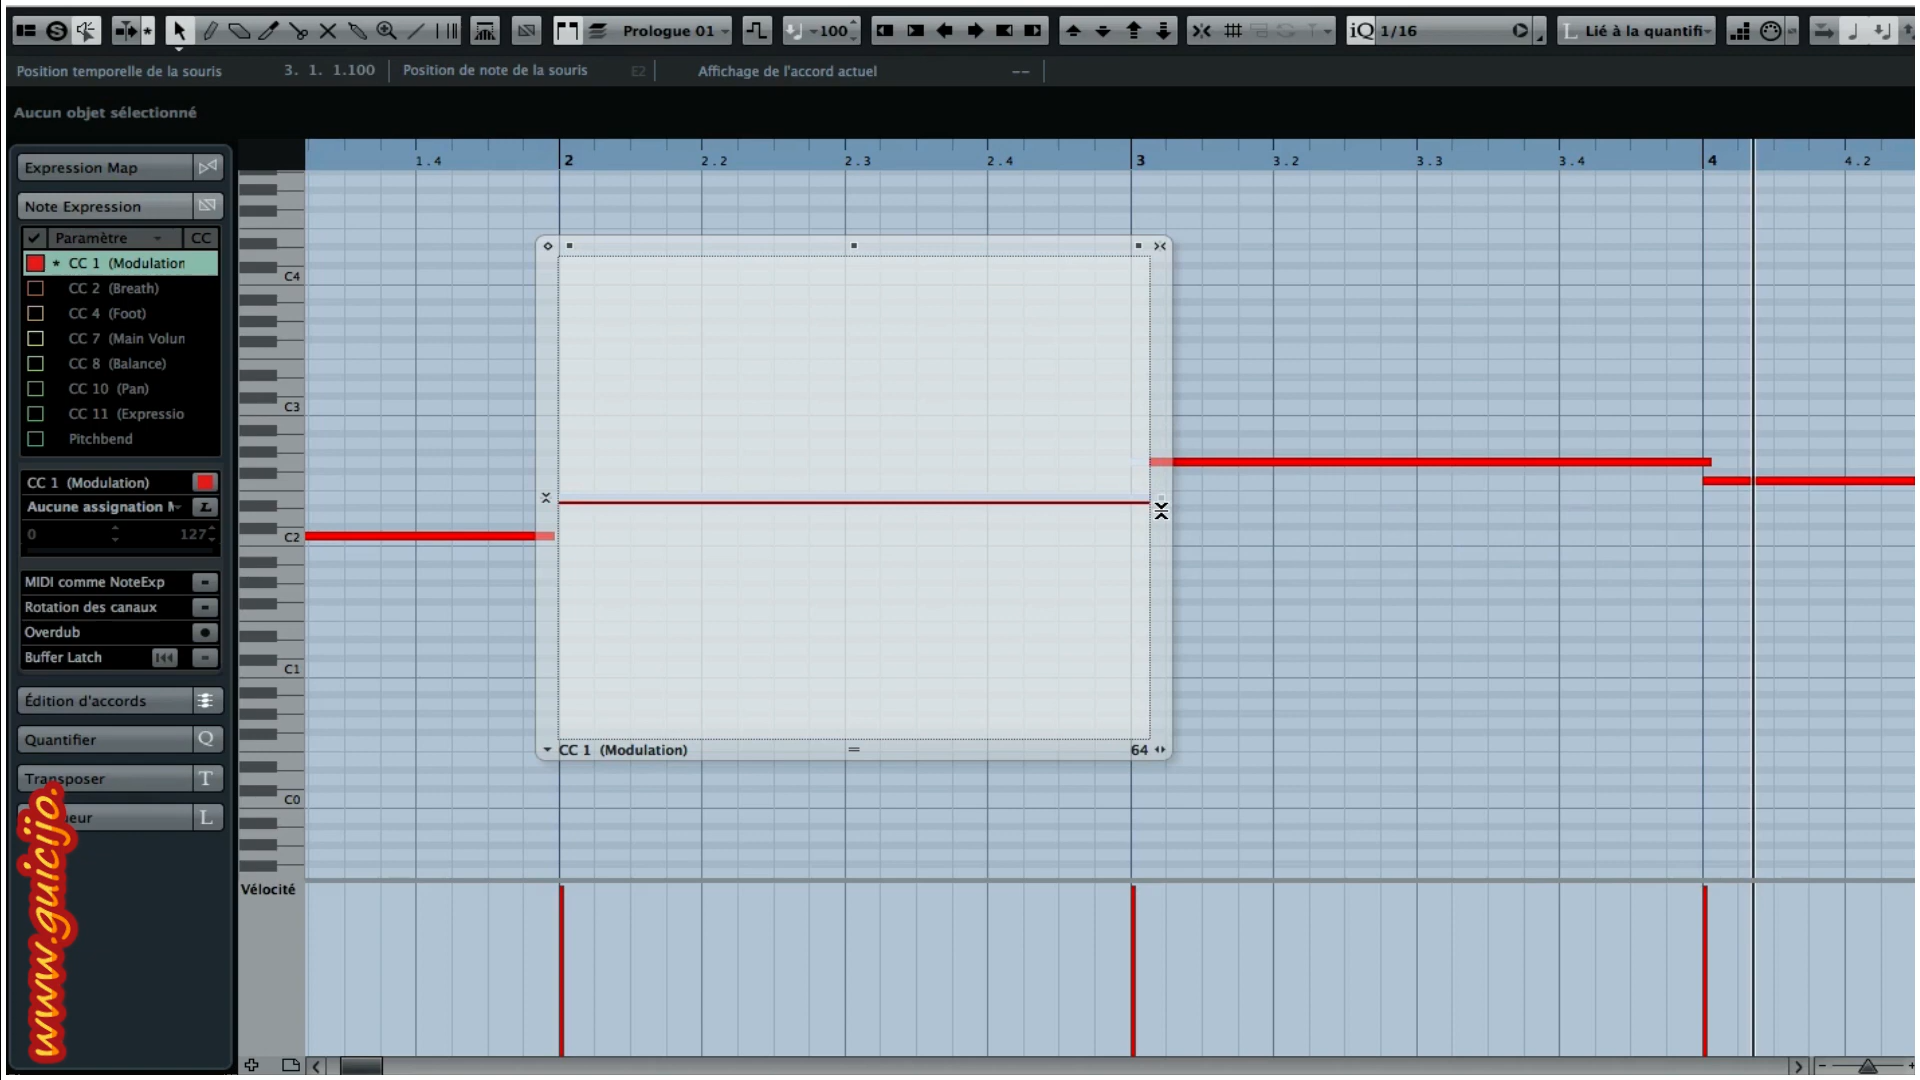 -100
Prologue 01
iQ 1/16
L Lié à la quantifi
Position temporelle de la souris 3. 1. 1.100 Position de note de la souris E2 Affichage de l'accord actuel --
Aucun objet sélectionné
1.4 2 2.2 2.3 2.4 3 3.2 3.3 3.4 4 4.2
Expression Map
Note Expression
Paramètre CC
* CC 1 (Modulation
CC 2 (Breath)
CC 4 (Foot)
CC 7 (Main Volun
CC 8 (Balance)
CC 10 (Pan)
CC 11 (Expressio
Pitchbend
CC 1 (Modulation)
Aucune assignation M L
0 127
MIDI comme NoteExp
Rotation des canaux
Overdub
Buffer Latch
Édition d'accords
Quantifier Q
Transposer T
eur L
C4
C3
C2
C1
C0
CC 1 (Modulation) 64
Vélocité
www.guicijo.